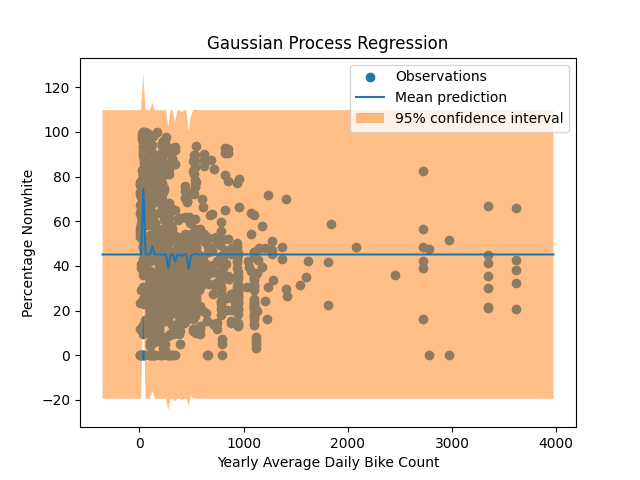 Gaussian Process Regression
Observations
Mean prediction
95% confidence interval
120
100
80
60
40
20
0
−20
Percentage Nonwhite
0 1000 2000 3000 4000
Yearly Average Daily Bike Count